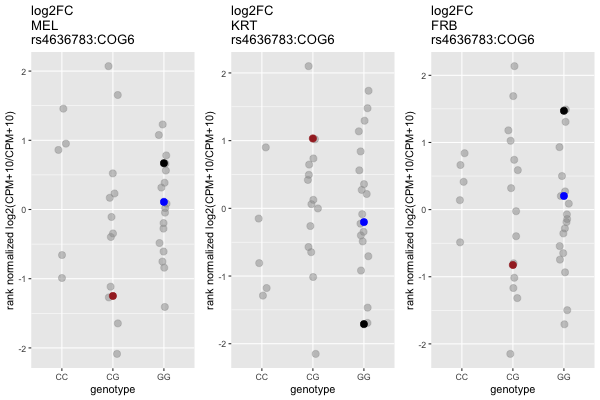 log2FC
MEL
rs4636783:COG6
rank normalized log2(CPM+10/CPM+10)
2
1
0
-1
-2
CC
CG
GG
genotype
log2FC
KRT
rs4636783:COG6
rank normalized log2(CPM+10/CPM+10)
2
1
0
-1
-2
CC
CG
GG
genotype
log2FC
FRB
rs4636783:COG6
rank normalized log2(CPM+10/CPM+10)
2
1
0
-1
-2
CC
CG
GG
genotype